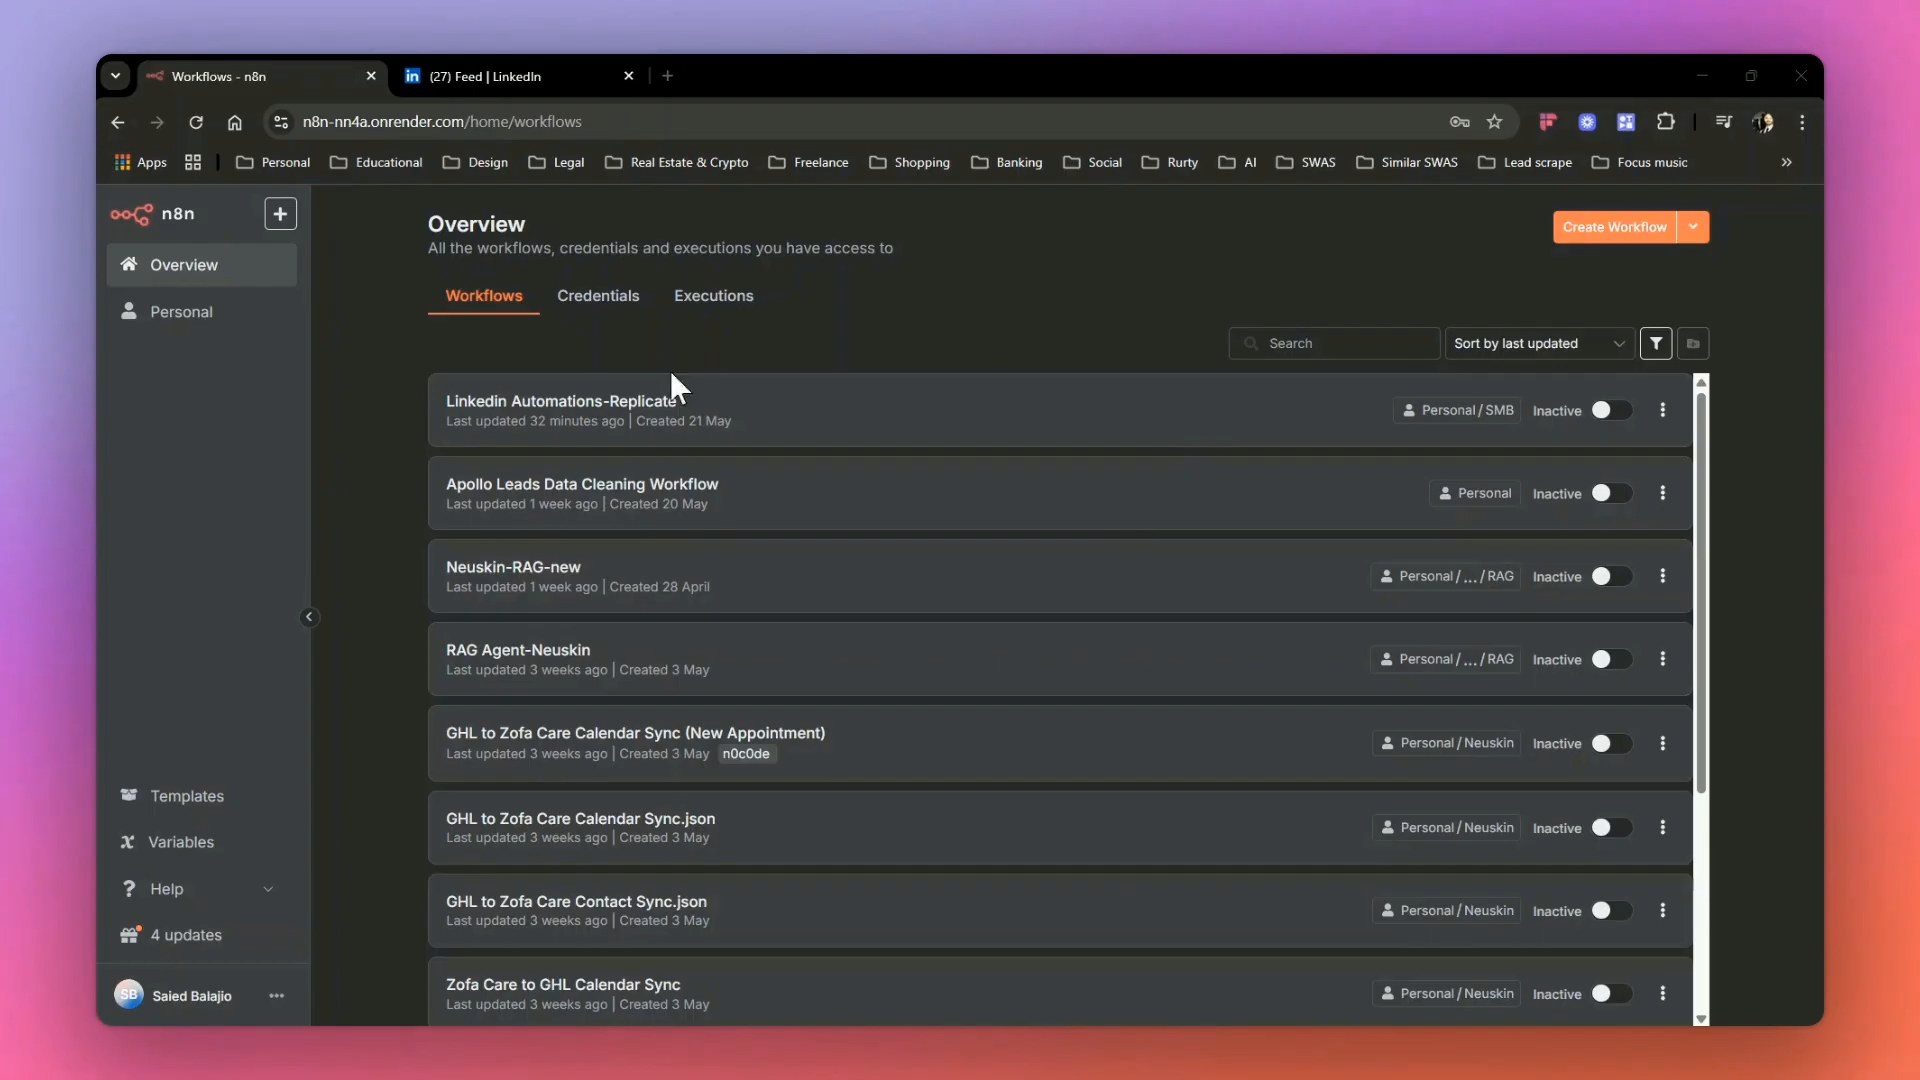 Workflows - n8n
(27) Feed | LinkedIn
n8n-nn4a.onrender.com/home/workflows
Apps
Personal
Educational
Design
Legal
Real Estate & Crypto
Freelance
Shopping
Banking
Social
Rurty
AI
SWAS
Similar SWAS
Lead scrape
Focus music
n8n
Overview
Personal
Templates
Variables
Help
4 updates
SB
Saied Balajio
Overview
All the workflows, credentials and executions you have access to
Create Workflow
Workflows
Credentials
Executions
Search
Sort by last updated
Linkedin Automations-Replicate
Last updated 32 minutes ago | Created 21 May
Personal / SMB
Inactive
Apollo Leads Data Cleaning Workflow
Last updated 1 week ago | Created 20 May
Personal
Inactive
Neuskin-RAG-new
Last updated 1 week ago | Created 28 April
Personal / ... / RAG
Inactive
RAG Agent-Neuskin
Last updated 3 weeks ago | Created 3 May
Personal / ... / RAG
Inactive
GHL to Zofa Care Calendar Sync (New Appointment)
Last updated 3 weeks ago | Created 3 May n0c0de
Personal / Neuskin
Inactive
GHL to Zofa Care Calendar Sync.json
Last updated 3 weeks ago | Created 3 May
Personal / Neuskin
Inactive
GHL to Zofa Care Contact Sync.json
Last updated 3 weeks ago | Created 3 May
Personal / Neuskin
Inactive
Zofa Care to GHL Calendar Sync
Last updated 3 weeks ago | Created 3 May
Personal / Neuskin
Inactive